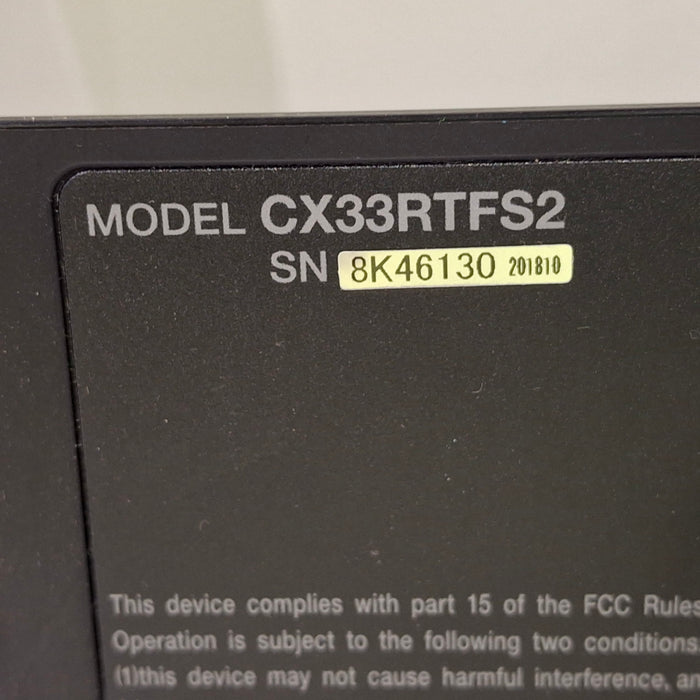 MODEL CX33RTFS2
SN 8K46130 201810
This device complies with part 15 of the FCC Rules
Operation is subject to the following two conditions.
(1)this device may not cause harmful interference, an